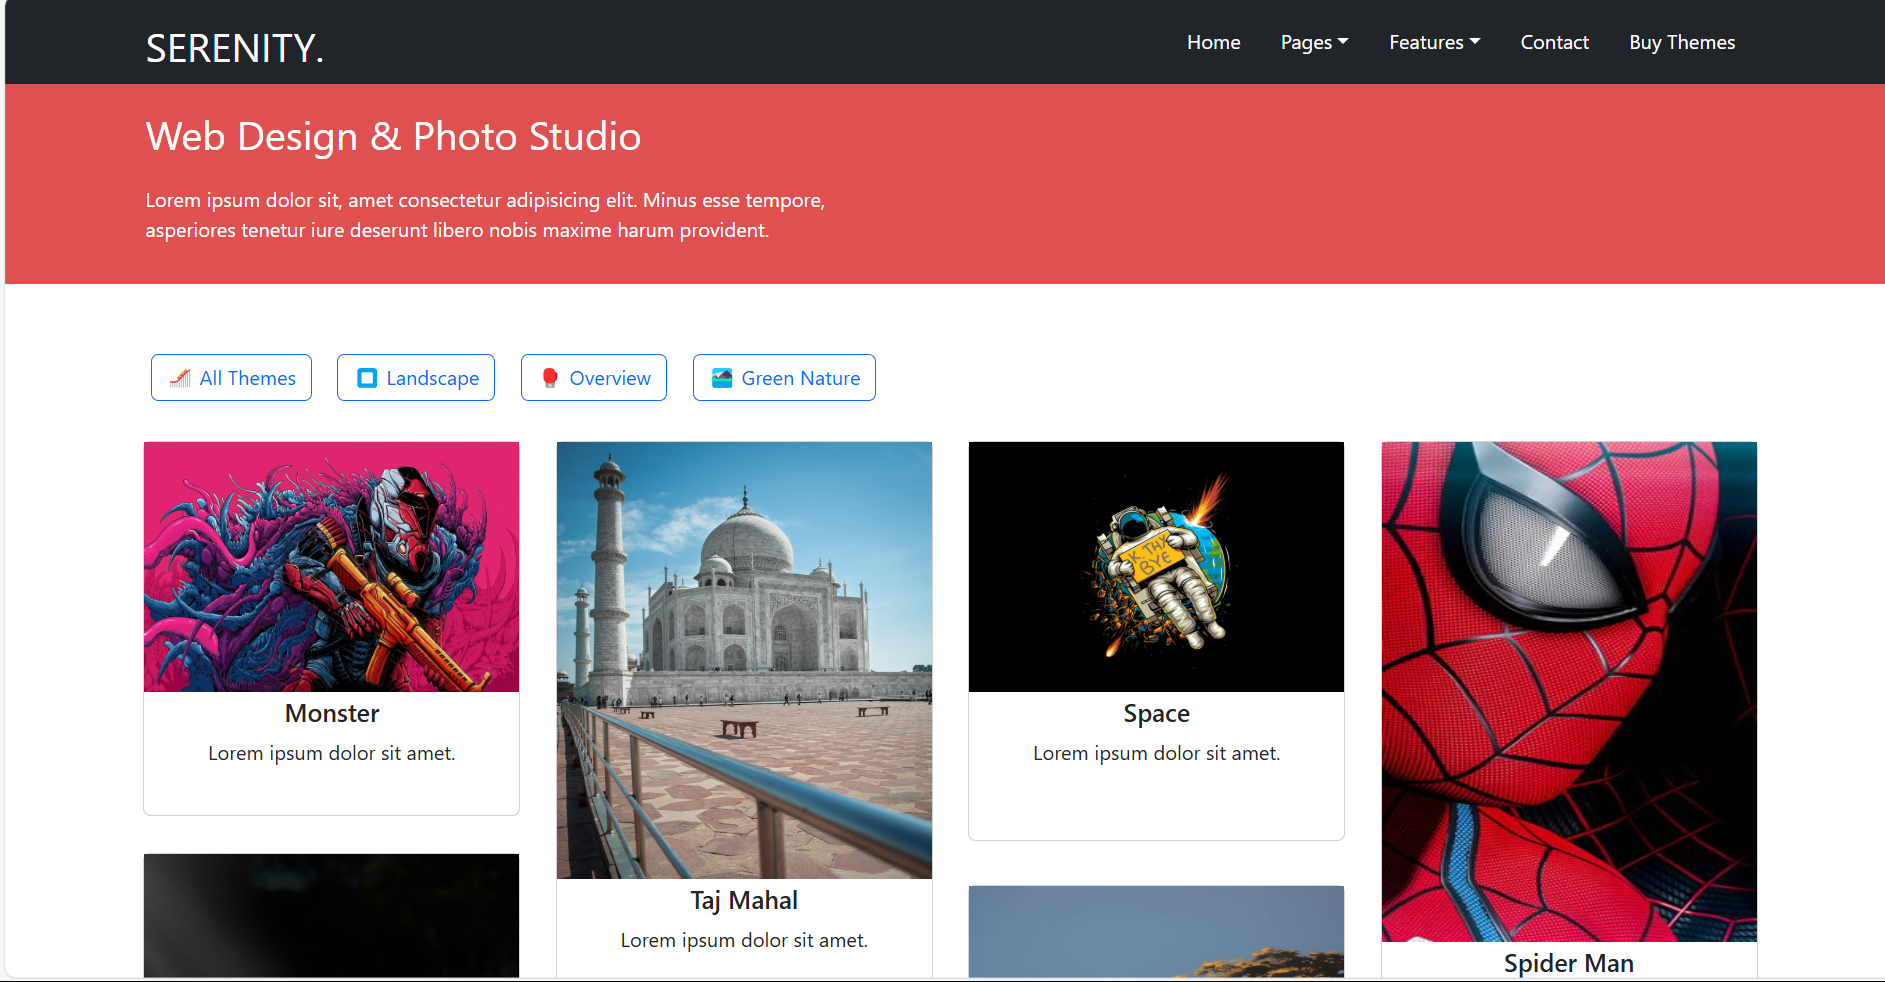 SERENITY.
Home Pages Features Contact Buy Themes
Web Design & Photo Studio
Lorem ipsum dolor sit, amet consectetur adipisicing elit. Minus esse tempore,
asperiores tenetur iure deserunt libero nobis maxime harum provident.
All Themes Landscape Overview Green Nature
K. THX
BYE
Monster
Lorem ipsum dolor sit amet.
Taj Mahal
Lorem ipsum dolor sit amet.
Space
Lorem ipsum dolor sit amet.
Spider Man